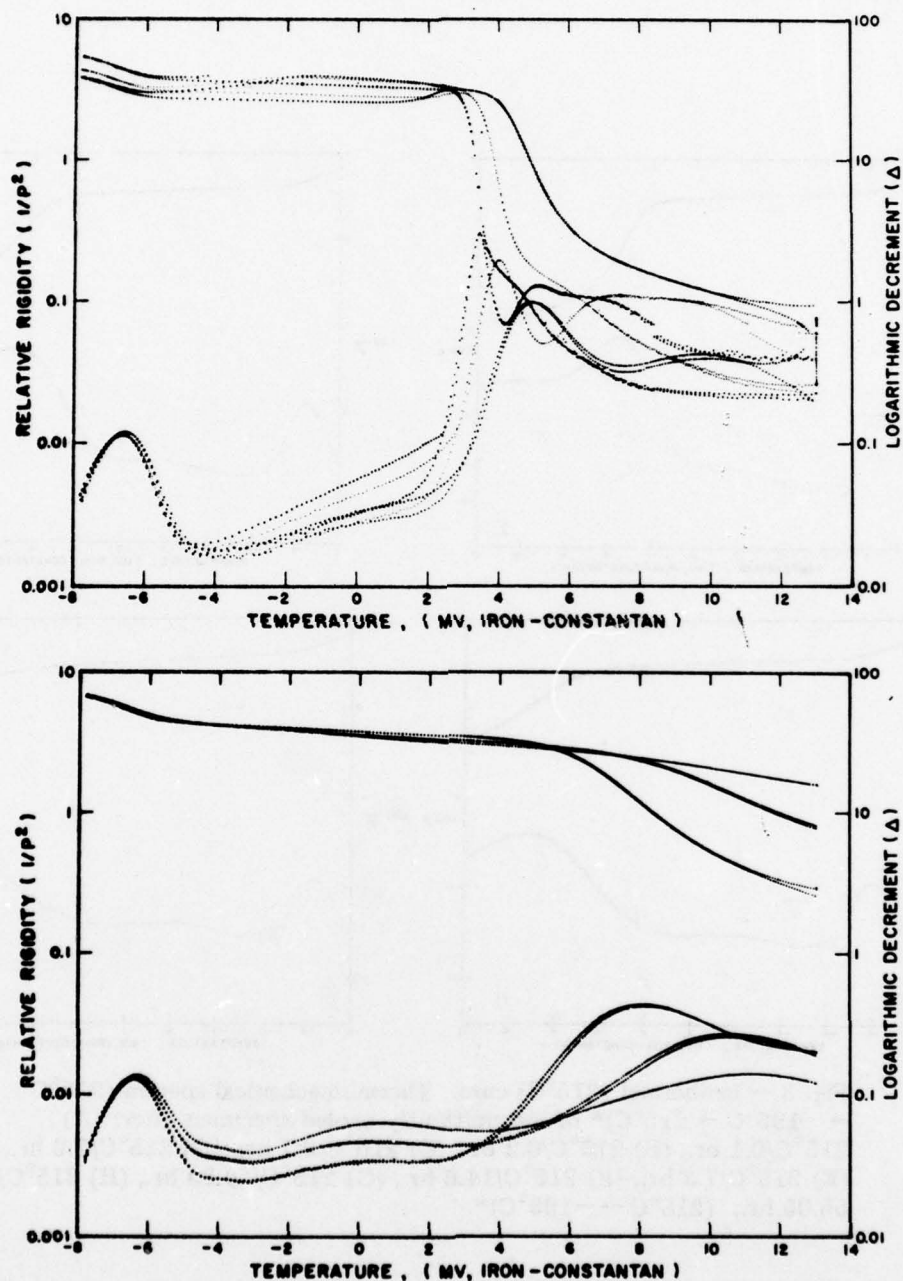 10
1
0.1
0.01
0.001
RELATIVE RIGIDITY ( 1/P²)
100
10
1
0.1
0.01
LOGARITHMIC DECREMENT (Δ)
-8 -6 -4 -2 0 2 4 6 8 10 12 14
TEMPERATURE , ( MV, IRON-CONSTANTAN )
10
1
0.1
0.01
0.001
RELATIVE RIGIDITY ( 1/P²)
100
10
1
0.1
0.01
LOGARITHMIC DECREMENT (Δ)
-8 -6 -4 -2 0 2 4 6 8 10 12 14
TEMPERATURE , ( MV, IRON-CONSTANTAN )